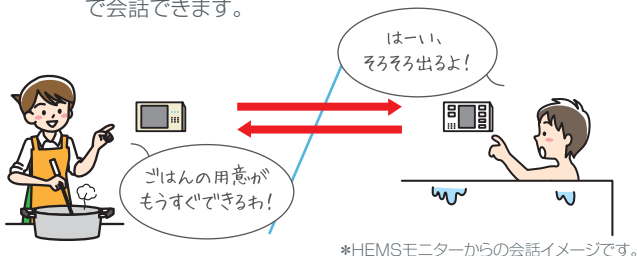 で会話できます。
はーい、
そろそろ出るよ！
ごはんの用意が
もうすぐできるわ！
*HEMSモニターからの会話イメージです。